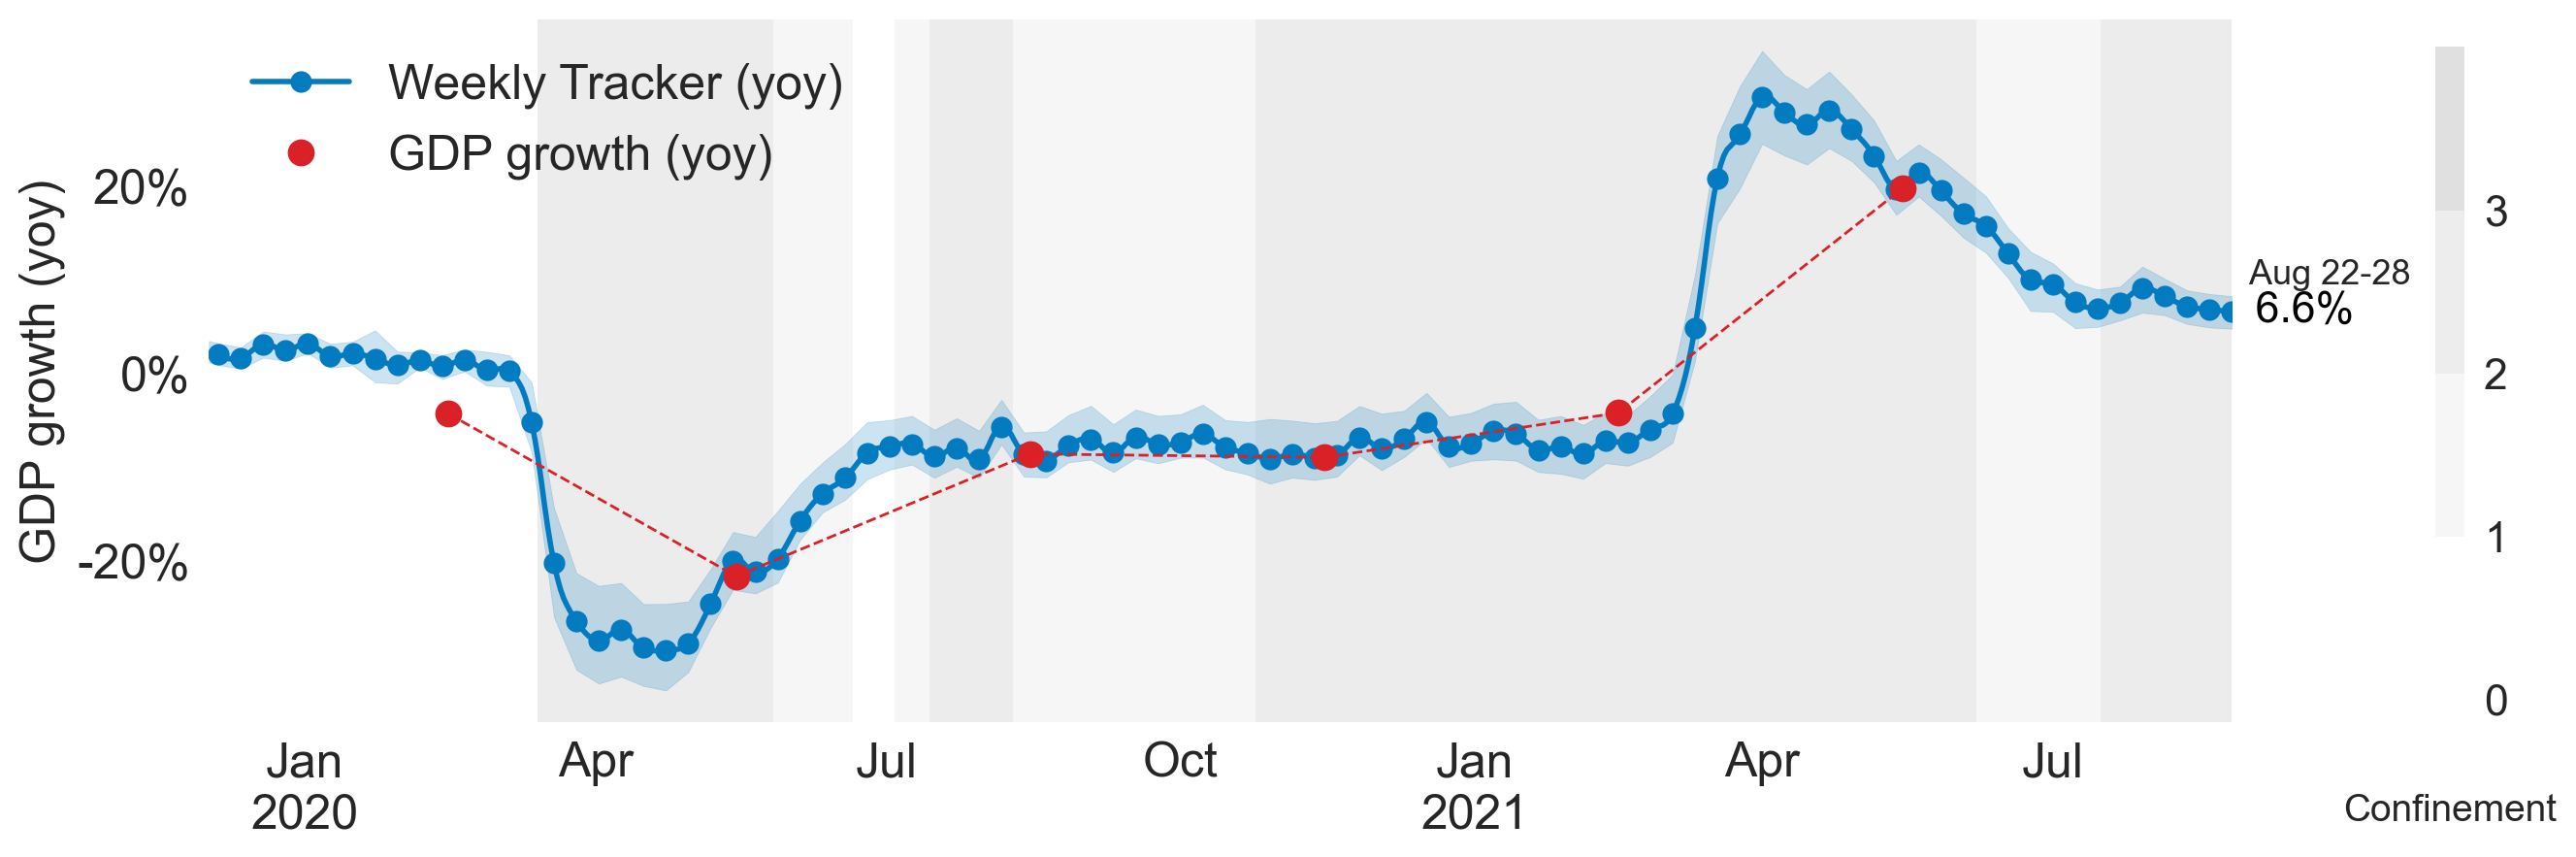 Weekly Tracker (yoy)
GDP growth (yoy)
GDP growth (yoy)
20%
0%
-20%
Jan
2020
Apr
Jul
Oct
Jan
2021
Apr
Jul
Aug 22-28
6.6%
3
2
1
0
Confinement